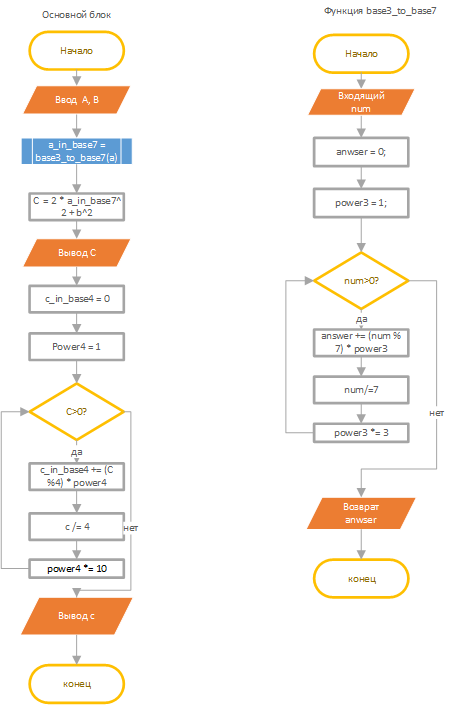 Основной блок
Начало
Ввод A, B
a_in_base7 =
base3_to_base7(a)
C = 2 * a_in_base7^
2 + b^2
Вывод C
c_in_base4 = 0
Power4 = 1
C>0?
да
c_in_base4 += (C
%4) * power4
c /= 4
нет
power4 *= 10
Вывод c
конец
Функция base3_to_base7
Начало
Входящий
num
anwser = 0;
power3 = 1;
num>0?
да
answer += (num %
7) * power3
num/=7
нет
power3 *= 3
Возврат
anwser
конец